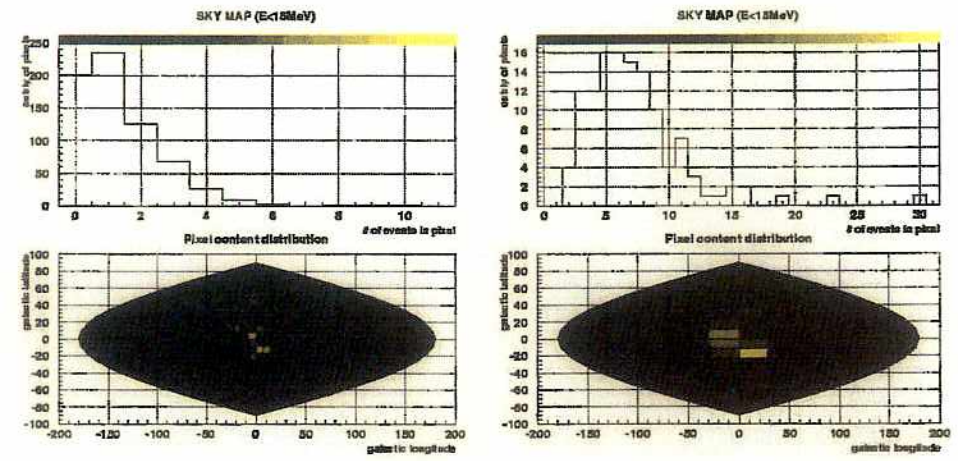 SKY MAP (E<18MeV)
250
200
150
100
50
0
0 2 4 6 8 10
# of events in pixel
Pixel content distribution
galactic latitude
100
80
60
40
20
0
-20
-40
-60
-80
-100
-200 -150 -100 -50 0 50 100 150 200
galactic longitude
SKY MAP (E<18MeV)
16
14
12
10
8
6
4
2
0
0 5 10 15 20 25 30
# of events in pixel
Pixel content distribution
galactic latitude
100
80
60
40
20
0
-20
-40
-60
-80
-100
-200 -150 -100 -50 0 50 100 150 200
galactic longitude